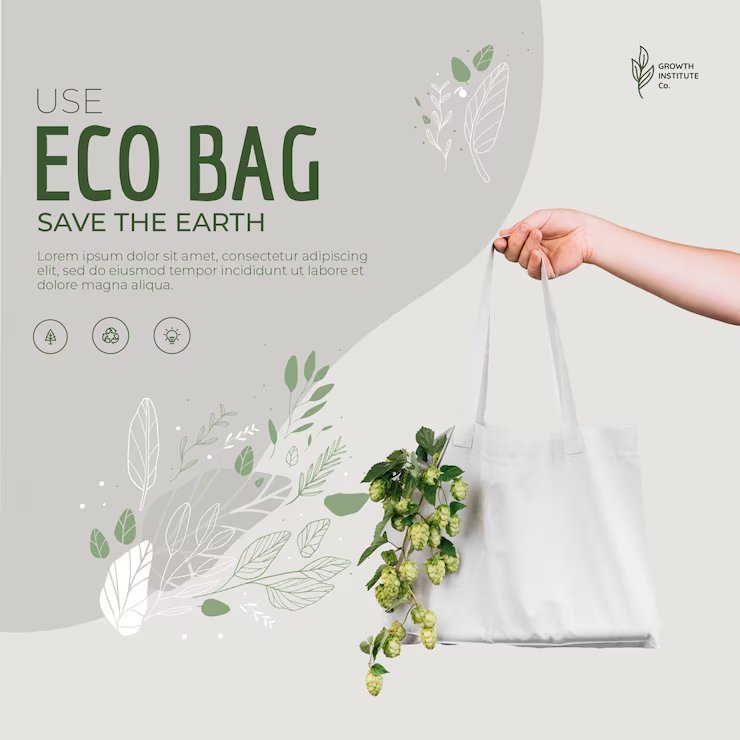 USE
ECO BAG
SAVE THE EARTH
Lorem ipsum dolor sit amet, consectetur adipiscing
elit, sed do eiusmod tempor incididunt ut labore et
dolore magna aliqua.
GROWTH
INSTITUTE
Co.